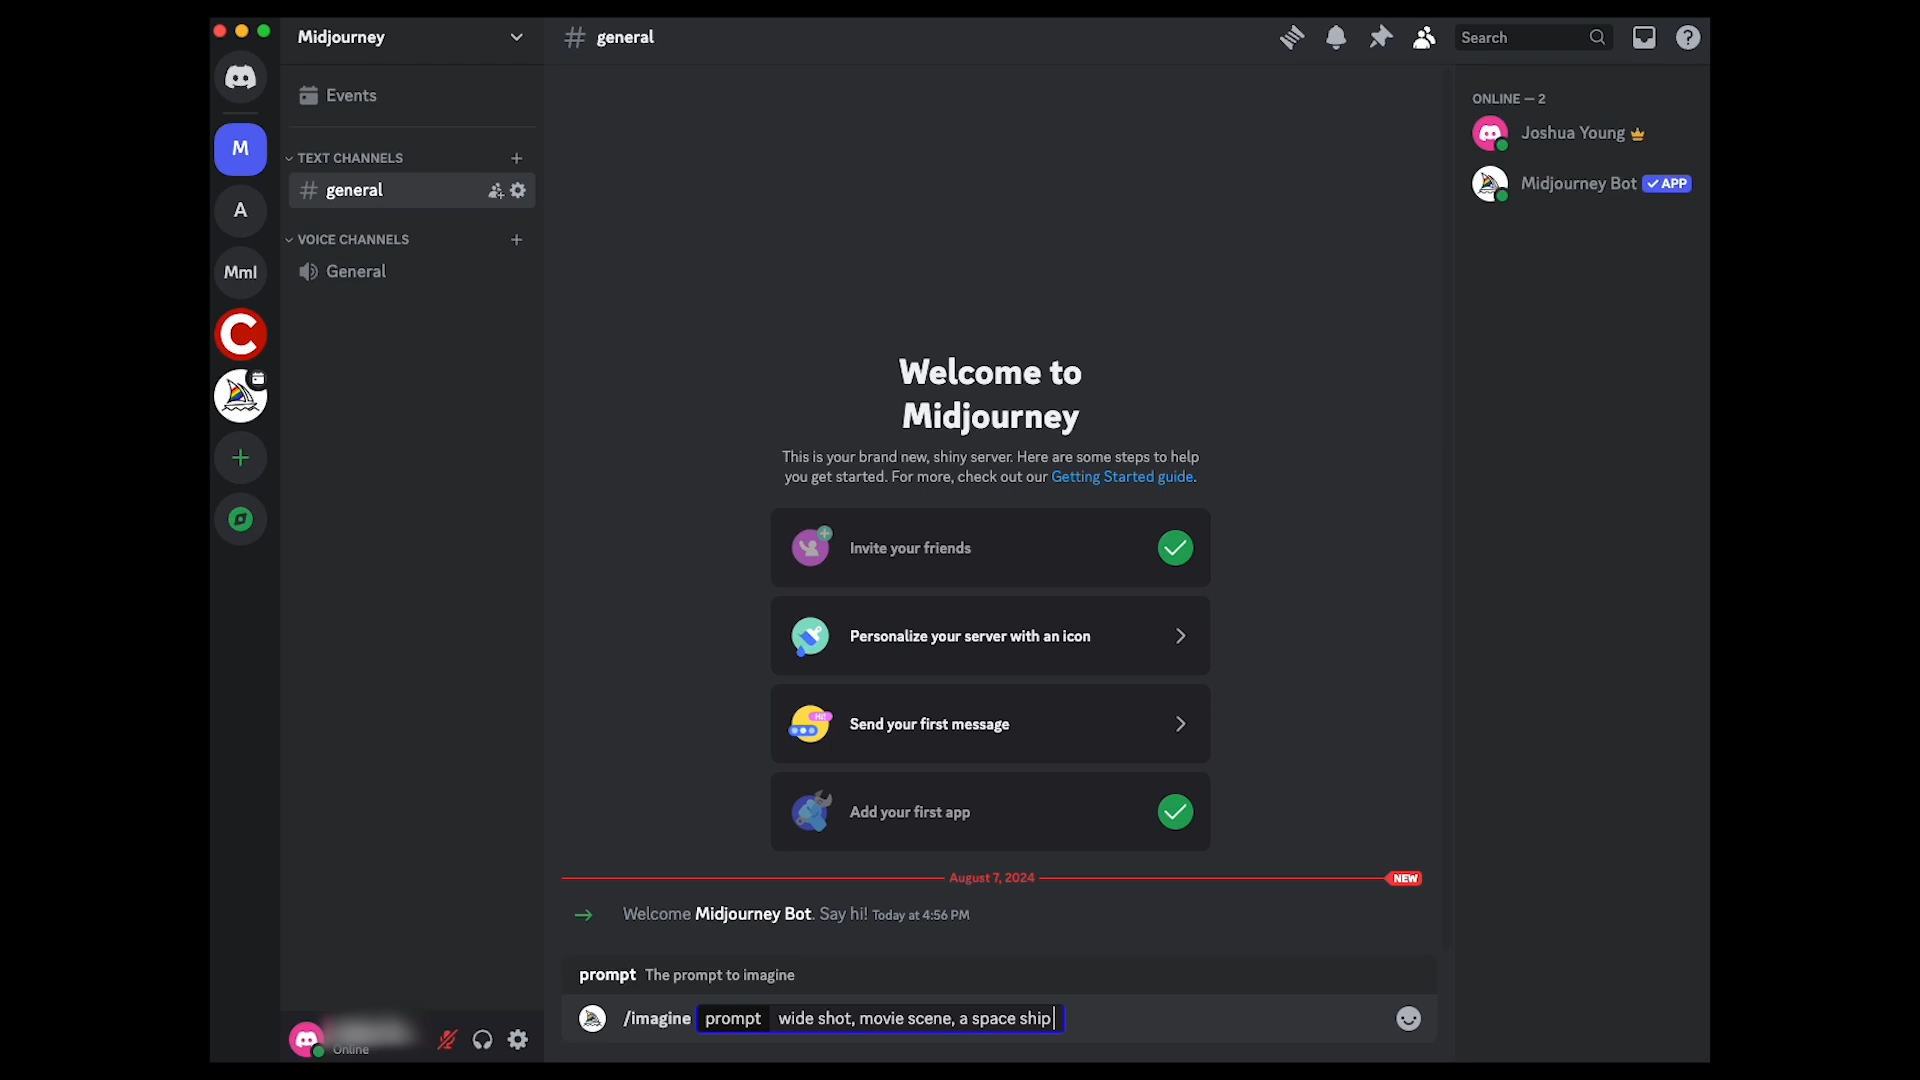 Midjourney
general
Search
Events
ONLINE — 2
Joshua Young
M
TEXT CHANNELS
general
Midjourney Bot APP
A
VOICE CHANNELS
General
MmI
C
Welcome to
Midjourney
This is your brand new, shiny server. Here are some steps to help
you get started. For more, check out our Getting Started guide.
Invite your friends
Personalize your server with an icon
Hi!
Send your first message
Add your first app
August 7, 2024
NEW
Welcome Midjourney Bot. Say hi! Today at 4:56 PM
prompt The prompt to imagine
/imagine prompt wide shot, movie scene, a space ship
Online